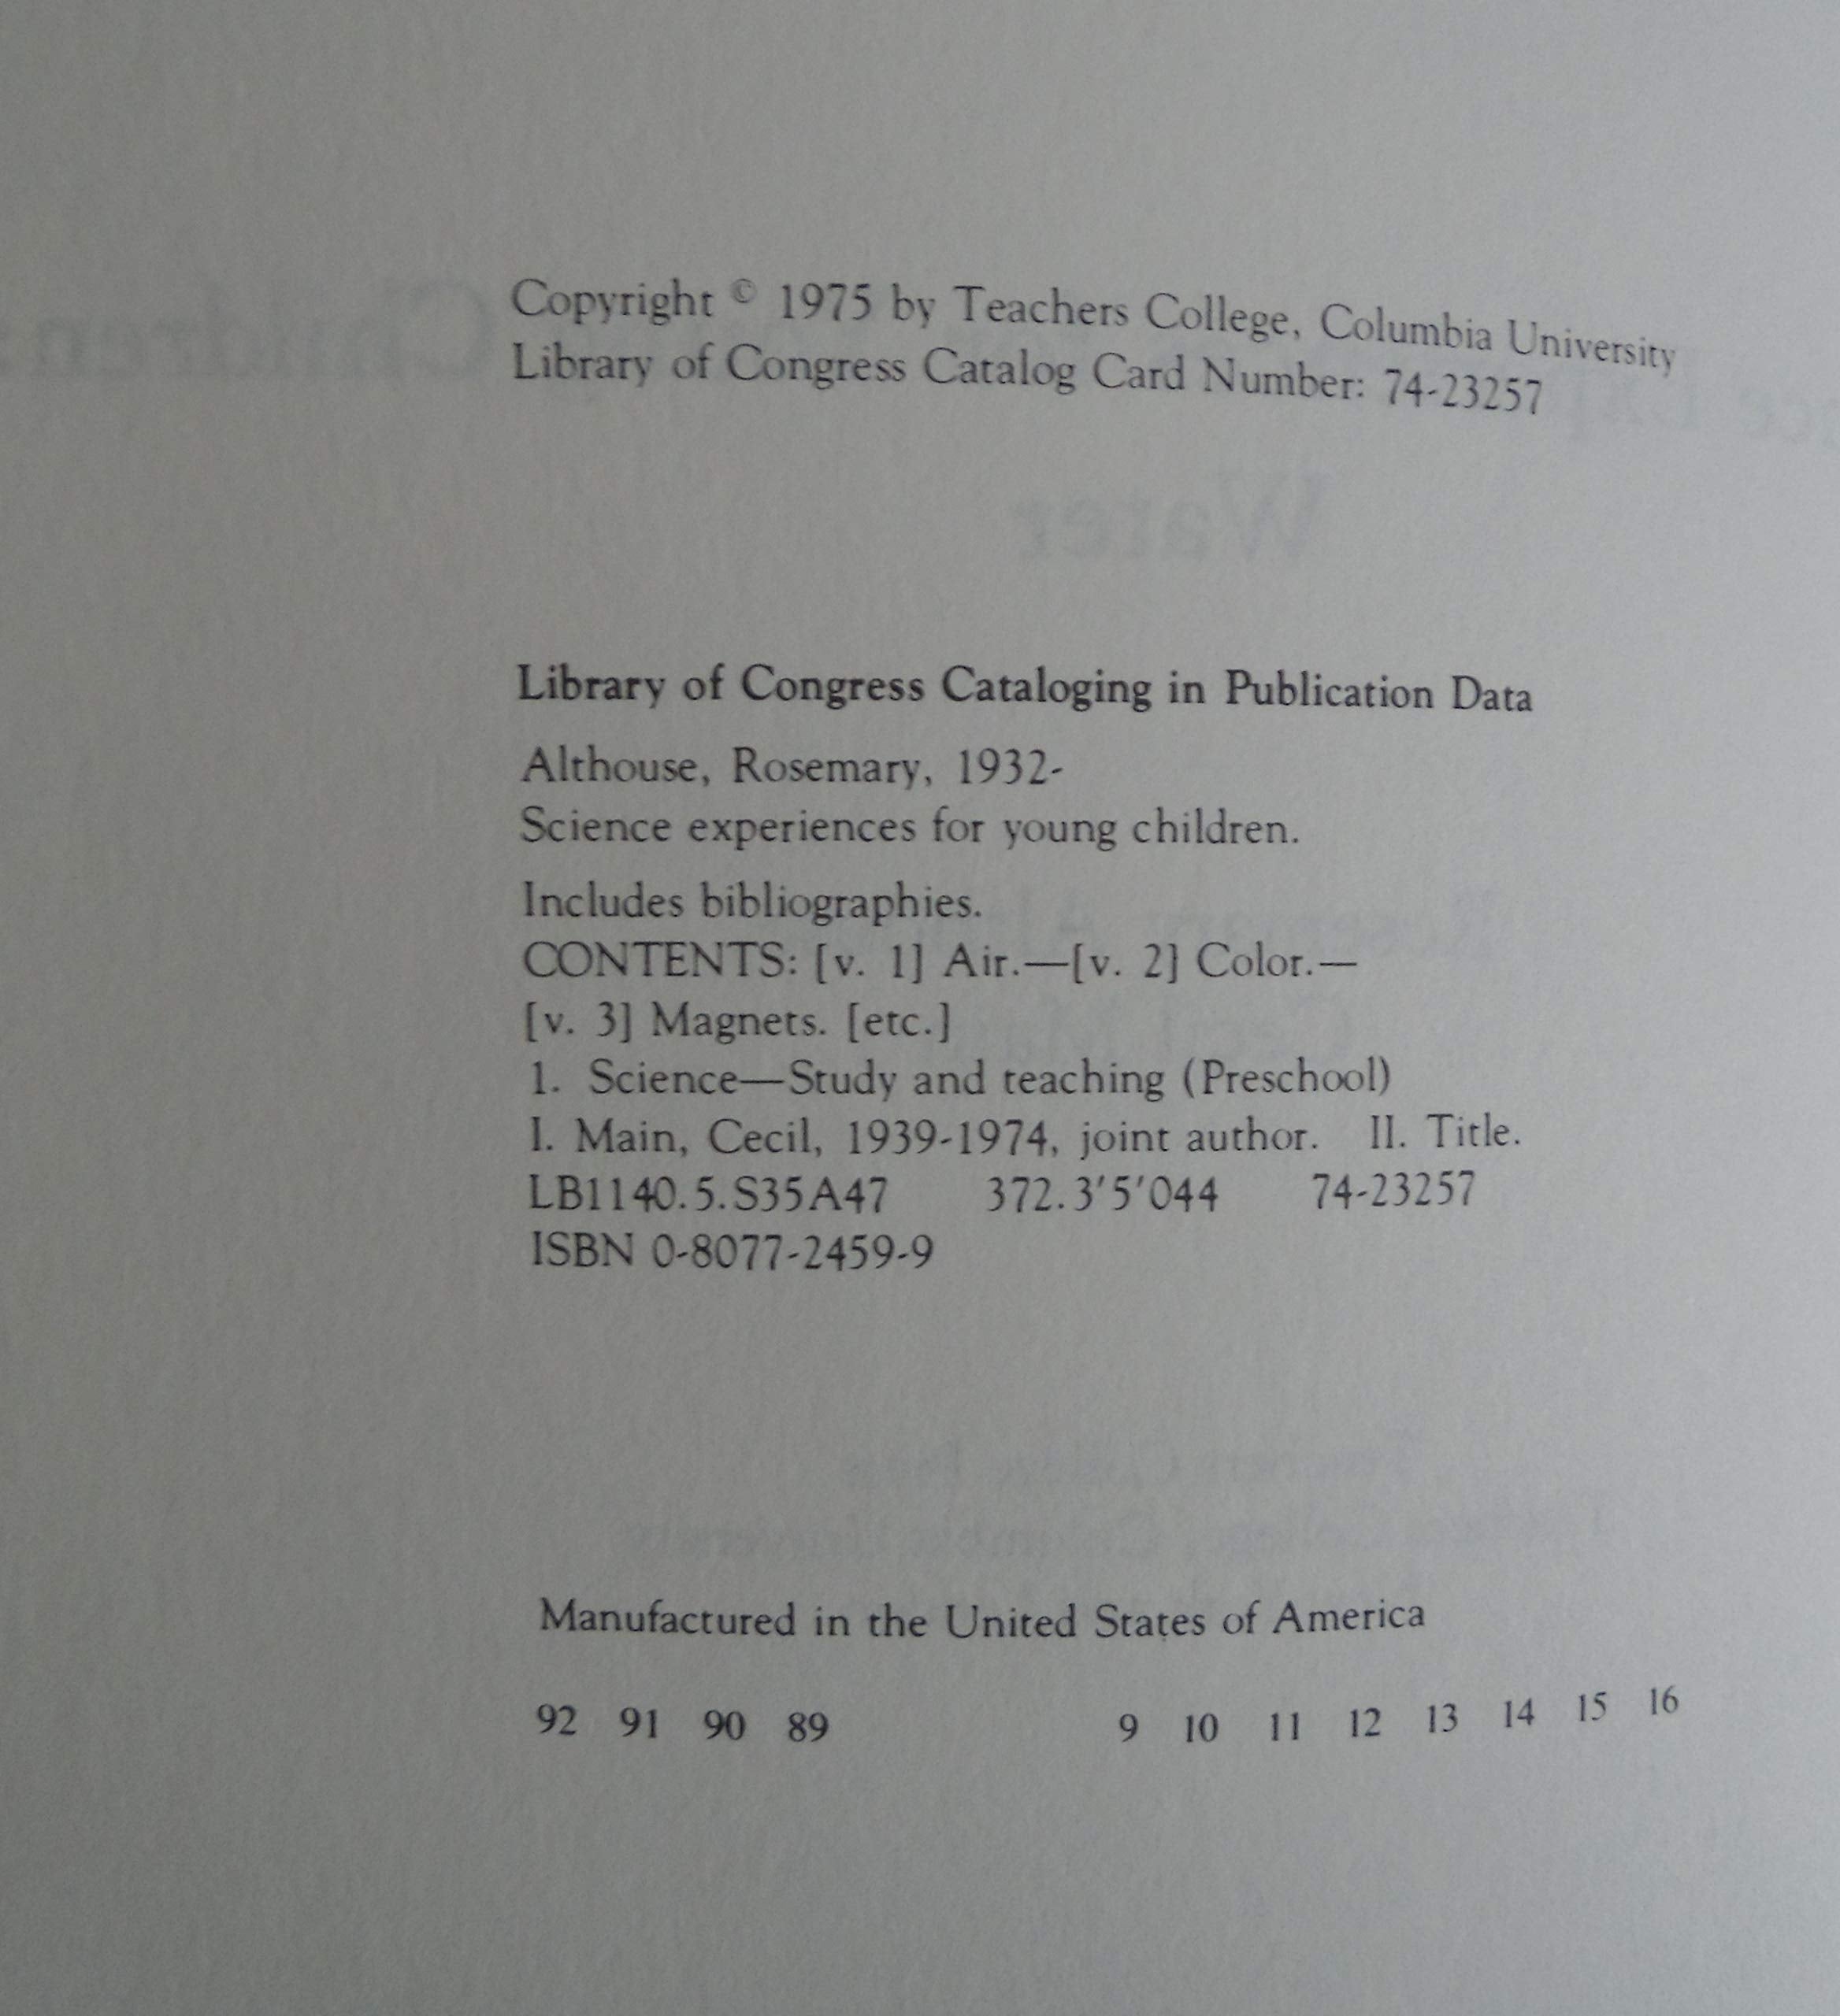 Copyright © 1975 by Teachers College, Columbia University
Library of Congress Catalog Card Number: 74-23257
Water
Library of Congress Cataloging in Publication Data
Althouse, Rosemary, 1932-
Science experiences for young children.
Includes bibliographies.
CONTENTS: [v. 1] Air.—[v. 2] Color.—
[v. 3] Magnets. [etc.]
1. Science—Study and teaching (Preschool)
I. Main, Cecil, 1939-1974, joint author. II. Title.
LB1140.5.S35A47 372.3'5'044 74-23257
ISBN 0-8077-2459-9
Manufactured in the United States of America
92 91 90 89 9 10 11 12 13 14 15 16